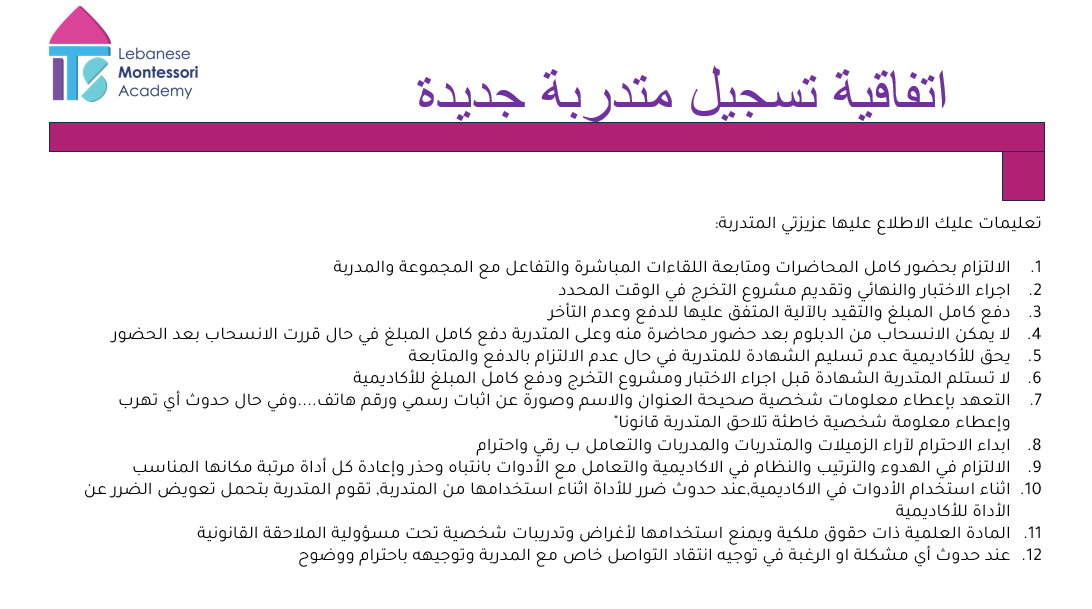 ITS
Lebanese
Montessori
Academy
اتفاقية تسجيل متدربة جديدة
تعليمات عليك الاطلاع عليها عزيزتي المتدربة:
1. الالتزام بحضور كامل المحاضرات ومتابعة اللقاءات المباشرة والتفاعل مع المجموعة والمدربة
2. اجراء الاختبار والنهائي وتقديم مشروع التخرج في الوقت المحدد
3. دفع كامل المبلغ والتقيد بالآلية المتفق عليها للدفع وعدم التأخر
4. لا يمكن الانسحاب من الدبلوم بعد حضور محاضرة منه وعلى المتدربة دفع كامل المبلغ في حال قررت الانسحاب بعد الحضور
5. يحق للأكاديمية عدم تسليم الشهادة للمتدربة في حال عدم الالتزام بالدفع والمتابعة
6. لا تستلم المتدربة الشهادة قبل اجراء الاختبار ومشروع التخرج ودفع كامل المبلغ للأكاديمية
7. التعهد بإعطاء معلومات شخصية صحيحة العنوان والاسم وصورة عن اثبات رسمي ورقم هاتف....وفي حال حدوث أي تهرب
وإعطاء معلومة شخصية خاطئة تلاحق المتدربة قانونا"
8. ابداء الاحترام لآراء الزميلات والمتدربات والمدربات والتعامل ب رقي واحترام
9. الالتزام في الهدوء والترتيب والنظام في الاكاديمية والتعامل مع الأدوات بانتباه وحذر وإعادة كل أداة مرتبة مكانها المناسب
10. اثناء استخدام الأدوات في الاكاديمية,عند حدوث ضرر للأداة اثناء استخدامها من المتدربة, تقوم المتدربة بتحمل تعويض الضرر عن
الأداة للأكاديمية
11. المادة العلمية ذات حقوق ملكية ويمنع استخدامها لأغراض وتدريبات شخصية تحت مسؤولية الملاحقة القانونية
12. عند حدوث أي مشكلة او الرغبة في توجيه انتقاد التواصل خاص مع المدربة وتوجيهه باحترام ووضوح